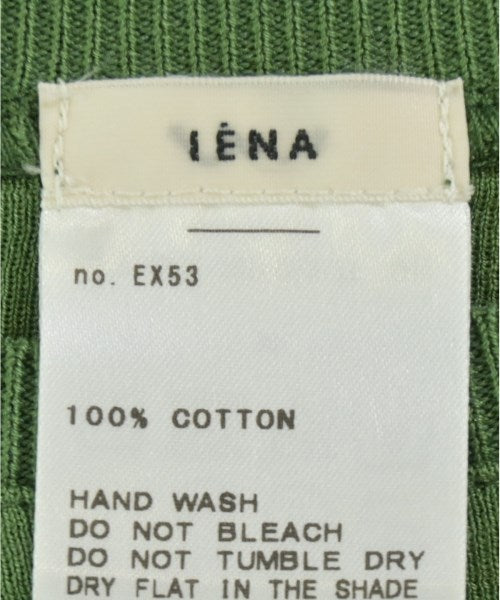 IÉNA
no. EX53
100% COTTON
HAND WASH
DO NOT BLEACH
DO NOT TUMBLE DRY
DRY FLAT IN THE SHADE